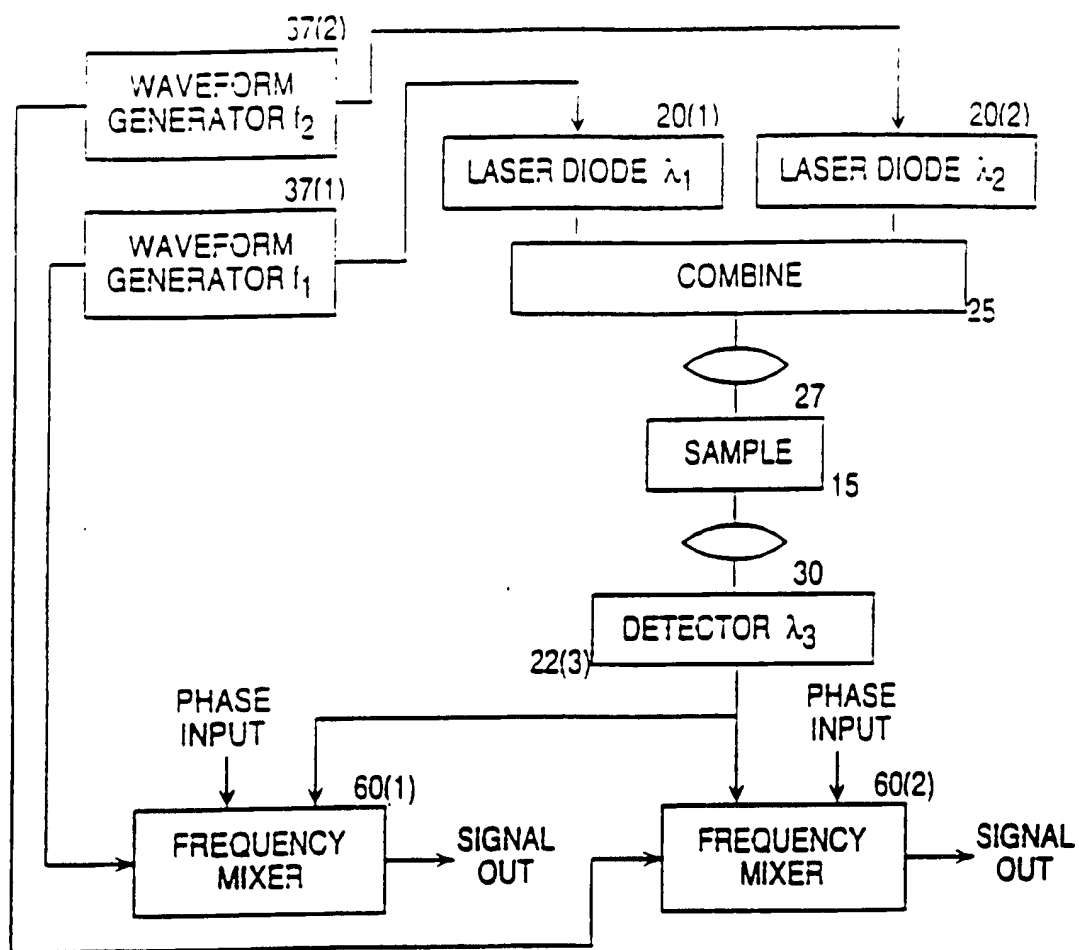 37(2)
WAVEFORM
GENERATOR f2
20(1)
20(2)
LASER DIODE λ1
LASER DIODE λ2
37(1)
WAVEFORM
GENERATOR f1
COMBINE
25
27
SAMPLE
15
30
DETECTOR λ3
22(3)
PHASE
INPUT
PHASE
INPUT
60(1)
60(2)
FREQUENCY
MIXER
SIGNAL
OUT
FREQUENCY
MIXER
SIGNAL
OUT